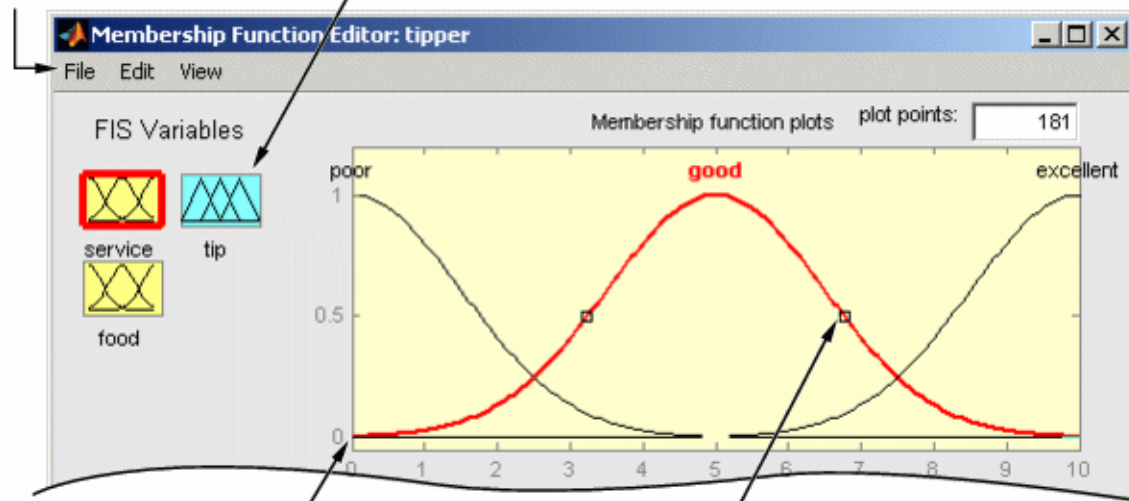 Membership Function Editor: tipper
File Edit View
FIS Variables
Membership function plots plot points: 181
poor good excellent
1
0.5
0
service tip
food
0 1 2 3 4 5 6 7 8 9 10